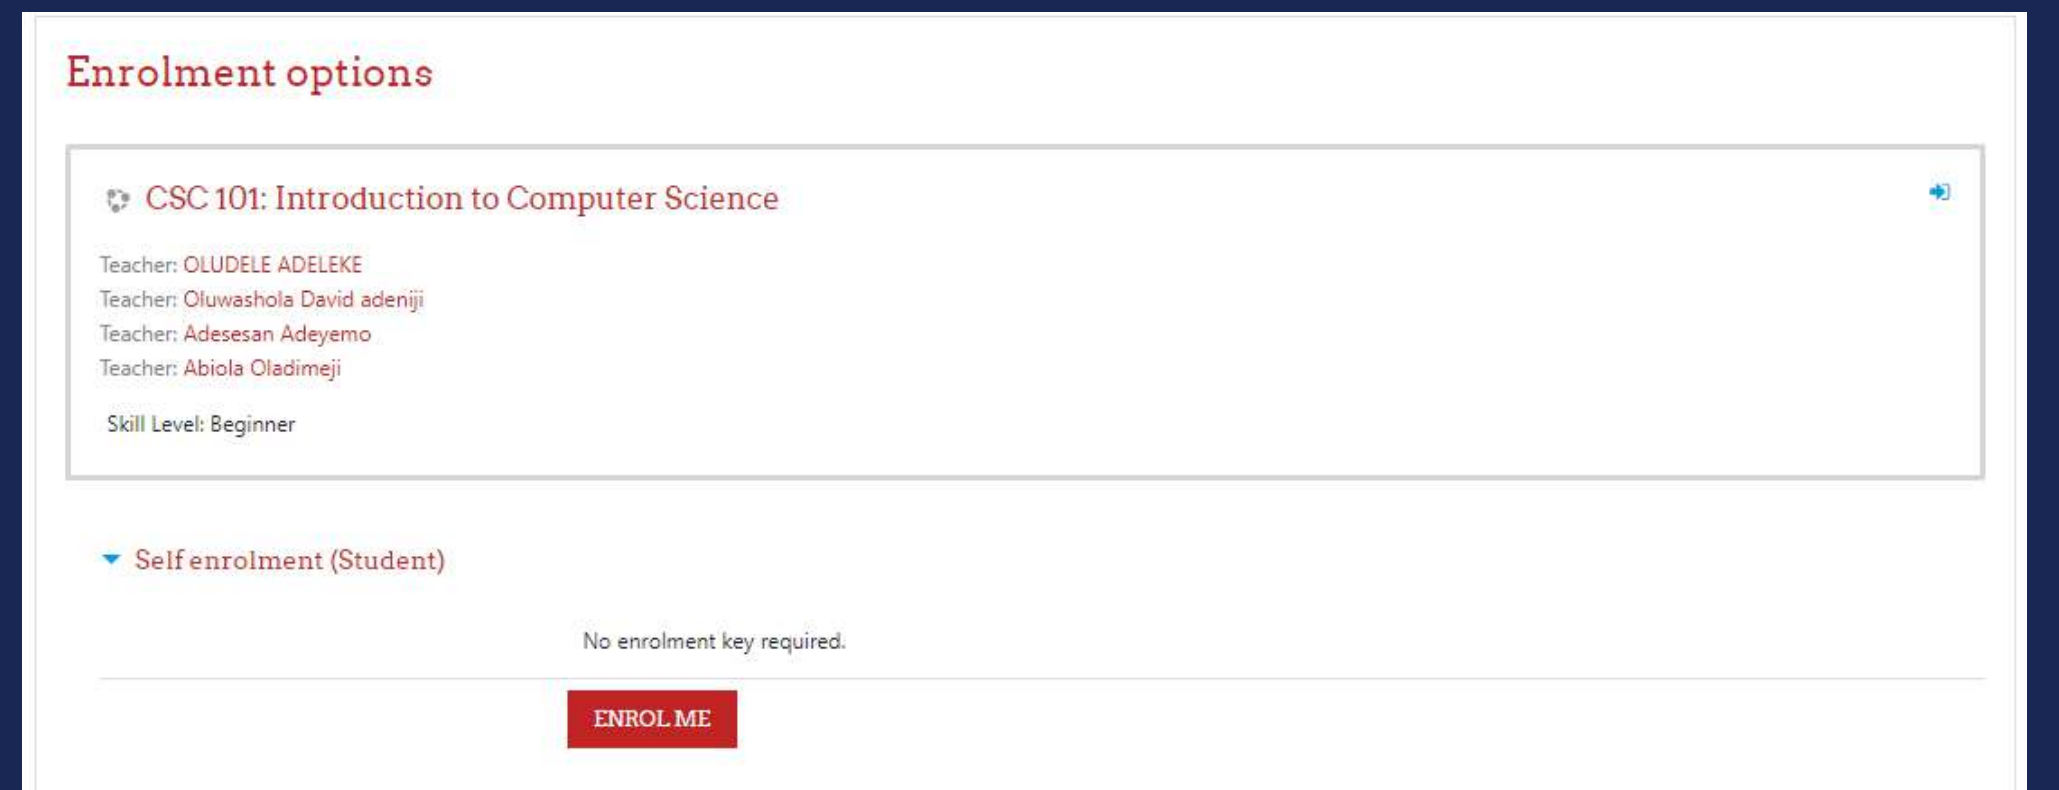 Enrolment options
CSC 101: Introduction to Computer Science
Teacher: OLUDELE ADELEKE
Teacher: Oluwashola David adeniji
Teacher: Adesesan Adeyemo
Teacher: Abiola Oladimeji
Skill Level: Beginner
Self enrolment (Student)
No enrolment key required.
ENROL ME